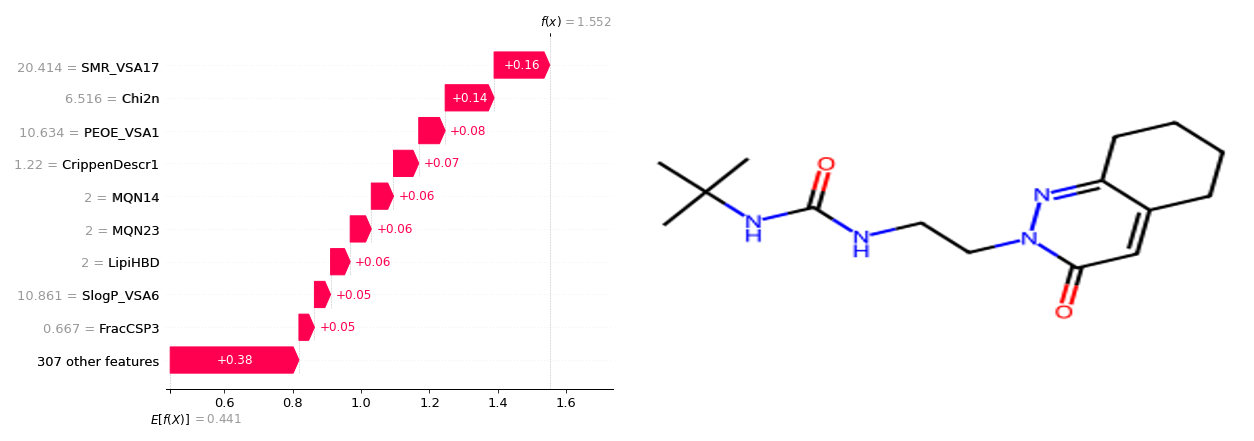 f(x) = 1.552
20.414 = SMR_VSA17
+0.16
6.516 = Chi2n
+0.14
10.634 = PEOE_VSA1
+0.08
1.22 = CrippenDescr1
+0.07
2 = MQN14
+0.06
2 = MQN23
+0.06
2 = LipiHBD
+0.06
10.861 = SlogP_VSA6
+0.05
0.667 = FracCSP3
+0.05
307 other features
+0.38
0.6 0.8 1.0 1.2 1.4 1.6
E[f(X)] = 0.441
O
N
H
N
H
N
N
O